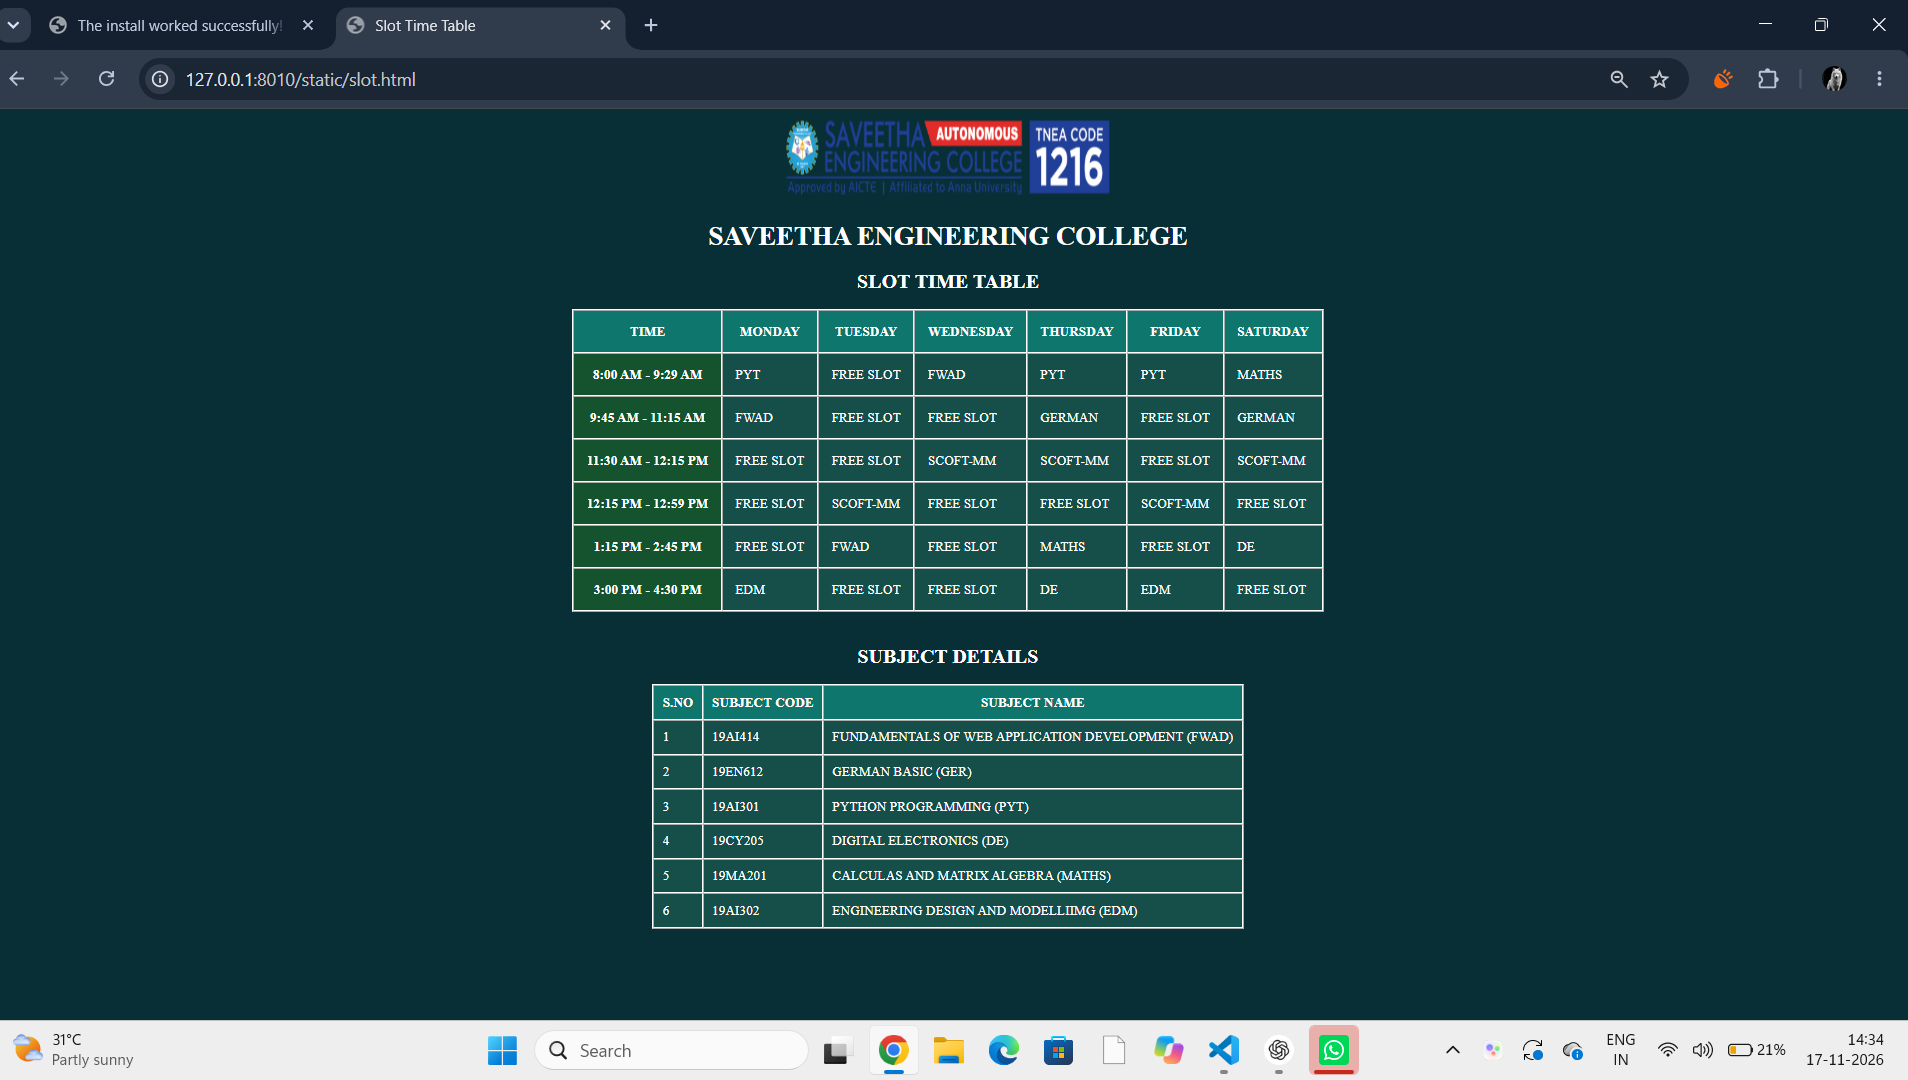 The install worked successfully!
Slot Time Table
127.0.0.1:8010/static/slot.html
SAVEETHA AUTONOMOUS
ENGINEERING COLLEGE
Approved by AICTE | Affiliated to Anna University
TNEA CODE
1216
SAVEETHA ENGINEERING COLLEGE
SLOT TIME TABLE
TIME MONDAY TUESDAY WEDNESDAY THURSDAY FRIDAY SATURDAY
8:00 AM - 9:29 AM PYT FREE SLOT FWAD PYT PYT MATHS
9:45 AM - 11:15 AM FWAD FREE SLOT FREE SLOT GERMAN FREE SLOT GERMAN
11:30 AM - 12:15 PM FREE SLOT FREE SLOT SCOFT-MM SCOFT-MM FREE SLOT SCOFT-MM
12:15 PM - 12:59 PM FREE SLOT SCOFT-MM FREE SLOT FREE SLOT SCOFT-MM FREE SLOT
1:15 PM - 2:45 PM FREE SLOT FWAD FREE SLOT MATHS FREE SLOT DE
3:00 PM - 4:30 PM EDM FREE SLOT FREE SLOT DE EDM FREE SLOT
SUBJECT DETAILS
S.NO SUBJECT CODE SUBJECT NAME
1 19AI414 FUNDAMENTALS OF WEB APPLICATION DEVELOPMENT (FWAD)
2 19EN612 GERMAN BASIC (GER)
3 19AI301 PYTHON PROGRAMMING (PYT)
4 19CY205 DIGITAL ELECTRONICS (DE)
5 19MA201 CALCULAS AND MATRIX ALGEBRA (MATHS)
6 19AI302 ENGINEERING DESIGN AND MODELLIIMG (EDM)
31°C
Partly sunny
Search
ENG
IN
21%
14:34
17-11-2026